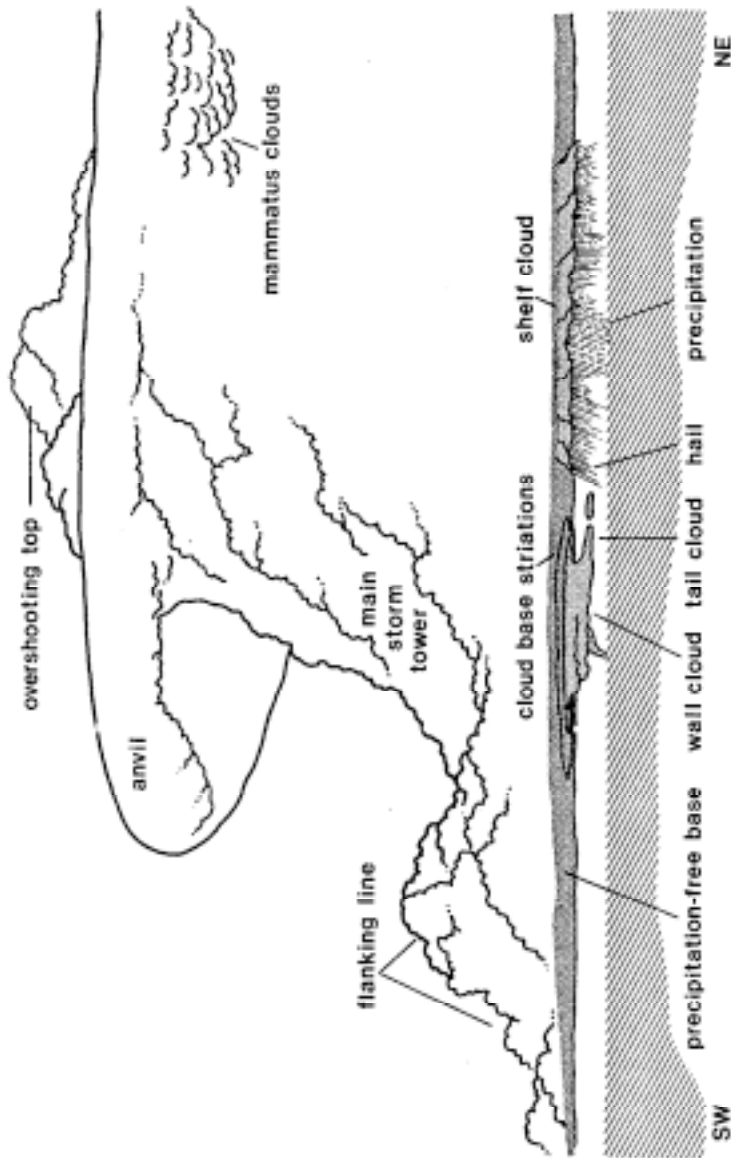 overshooting top
mammatus clouds
anvil
main
storm
tower
flanking line
cloud base striations
shelf cloud
precipitation-free base
wall cloud
tail cloud
hail
precipitation
SW
NE